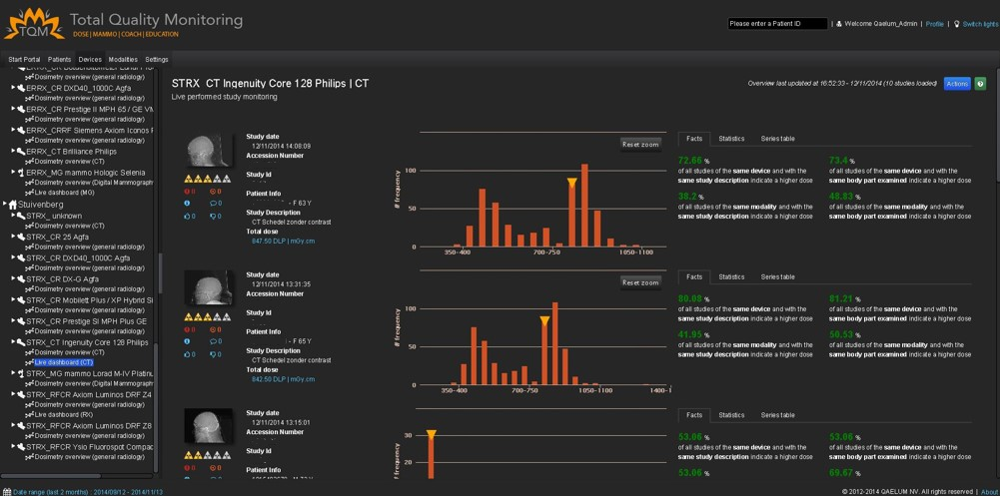 TQM
Total Quality Monitoring
DOSE | MAMMO | COACH | EDUCATION
Please enter a Patient ID
Welcome Qaelum_Admin | Profile | Switch lights
Start Portal Patients Devices Modalities Settings
Dosimetry overview (general radiology)
ERRX_CR DXD40_1000C Agfa
Dosimetry overview (general radiology)
ERRX_CR Prestige II MPH 65 / GE VM
Dosimetry overview (general radiology)
ERRX_CRRF Siemens Axiom Iconos R
Dosimetry overview (general radiology)
ERRX_CT Brilliance Philips
Dosimetry overview (CT)
ERRX_MG mammo Hologic Selenia
Dosimetry overview (Digital Mammograph
Live dashboard (MG)
Stuivenberg
STRX_ unknown
Dosimetry overview (CT)
STRX_CR 25 Agfa
Dosimetry overview (general radiology)
STRX_CR DXD40_1000C Agfa
Dosimetry overview (general radiology)
STRX_CR DX-G Agfa
Dosimetry overview (general radiology)
STRX_CR Mobilett Plus / XP Hybrid Si
Dosimetry overview (general radiology)
STRX_CR Prestige SI MPH Plus GE
Dosimetry overview (general radiology)
STRX_CT Ingenuity Core 128 Philips
Dosimetry overview (CT)
Live dashboard (CT)
STRX_MG mammo Lorad M-IV Platinu
Dosimetry overview (Digital Mammograph
STRX_RFCR Axiom Luminos DRF Z4
Dosimetry overview (general radiology)
Live dashboard (RX)
STRX_RFCR Axiom Luminos DRF Z8
Dosimetry overview (general radiology)
STRX_RFCR Ysio Fluorospot Compac
Dosimetry overview (general radiology)
STRX_CT Ingenuity Core 128 Philips | CT
Live performed study monitoring
Overview last updated at 16:52:33 - 12/11/2014 (10 studies loaded)
Actions
Study date
12/11/2014 14:08:09
Accession Number
Study Id
Patient Info
- F 63 Y
Study Description
CT Schedel zonder contrast
Total dose
847.50 DLP | mGy.cm
0 0
0
0 0
Reset zoom
# frequency
100
50
0
350-400 700-750 1050-1100
Facts Statistics Series table
72.66 %
of all studies of the same device and with the
same study description indicate a higher dose
73.4 %
of all studies of the same device and with the
same body part examined indicate a higher dose
38.2 %
of all studies of the same modality and with the
same study description indicate a higher dose
48.83 %
of all studies of the same modality and with the
same body part examined indicate a higher dose
Study date
12/11/2014 13:31:35
Accession Number
Study Id
Patient Info
- F 65 Y
Study Description
CT Schedel zonder contrast
Total dose
842.50 DLP | mGy.cm
0 0
0
0 0
Reset zoom
# frequency
100
50
0
350-400 700-750 1050-1100 1400-1
Facts Statistics Series table
80.08 %
of all studies of the same device and with the
same study description indicate a higher dose
81.21 %
of all studies of the same device and with the
same body part examined indicate a higher dose
41.95 %
of all studies of the same modality and with the
same study description indicate a higher dose
50.53 %
of all studies of the same modality and with the
same body part examined indicate a higher dose
Study date
12/11/2014 13:15:01
Accession Number
Study Id
Patient Info
0 0
0
frequency
30
20
Facts Statistics Series table
53.06 %
of all studies of the same device and with the
same study description indicate a higher dose
53.06 %
of all studies of the same device and with the
same body part examined indicate a higher dose
53.06 %
of all studies of the same modality and with the
69.67 %
of all studies of the same modality and with the
Date range (last 2 months) : 2014/09/12 - 2014/11/13
© 2012-2014 QAELUM NV. All rights reserved | About